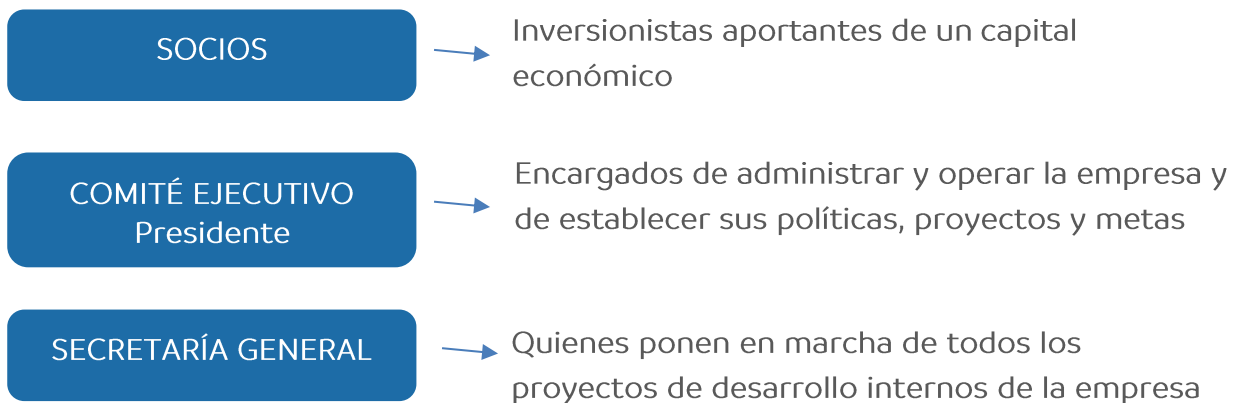 SOCIOS
Inversionistas aportantes de un capital
económico
COMITÉ EJECUTIVO
Presidente
Encargados de administrar y operar la empresa y
de establecer sus políticas, proyectos y metas
SECRETARÍA GENERAL
Quienes ponen en marcha de todos los
proyectos de desarrollo internos de la empresa